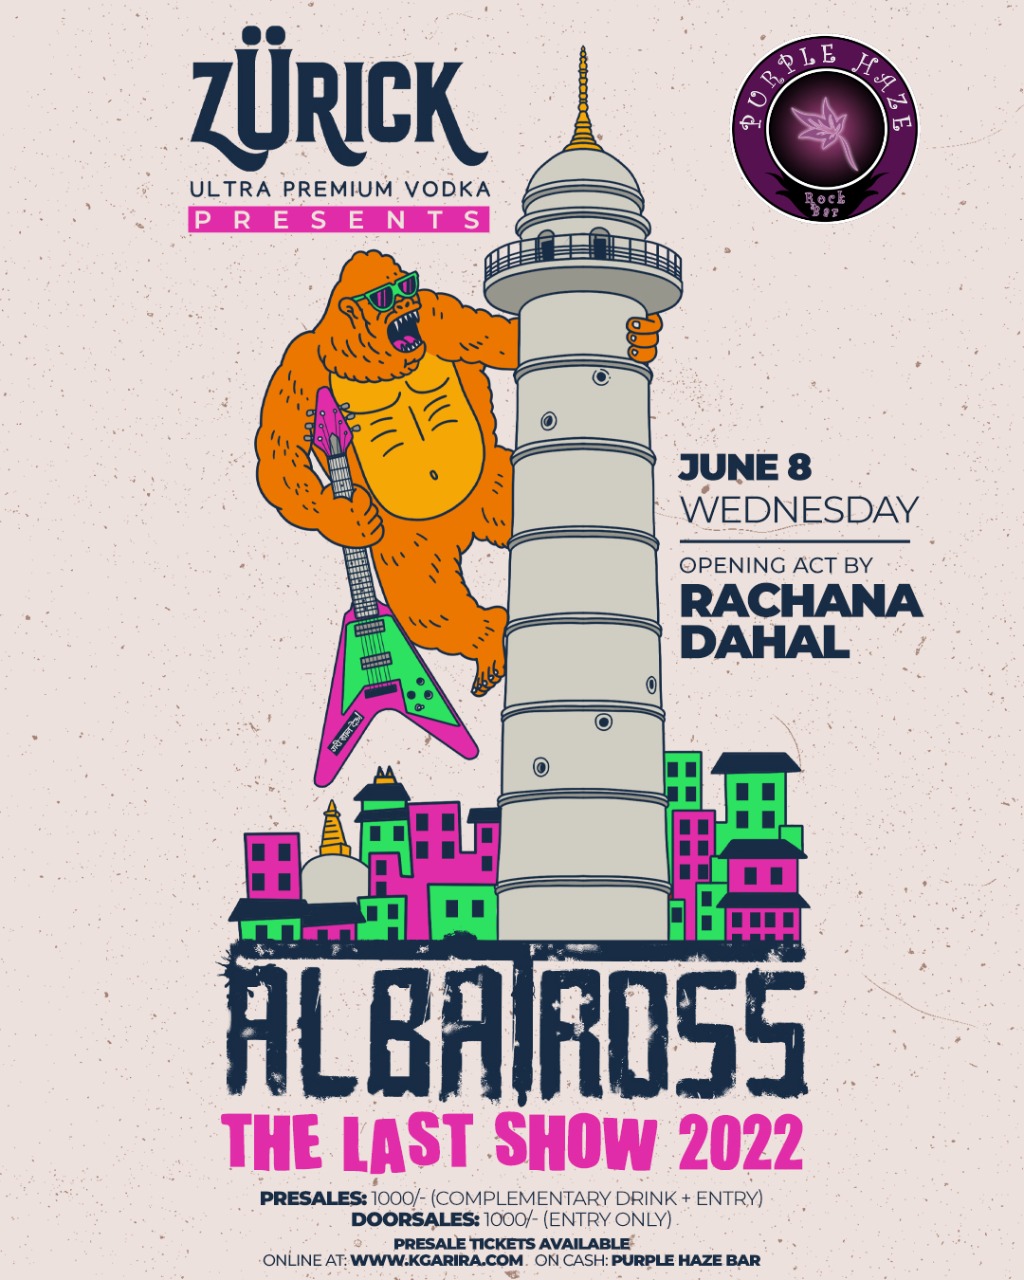 ZÜRICK
ULTRA PREMIUM VODKA
PRESENTS
PURPLE HAZE
Rock
Bar
JUNE 8
WEDNESDAY
OPENING ACT BY
RACHANA
DAHAL
ALBATROSS
THE LAST SHOW 2022
PRESALES: 1000/- (COMPLEMENTARY DRINK + ENTRY)
DOORSALES: 1000/- (ENTRY ONLY)
PRESALE TICKETS AVAILABLE
ONLINE AT: WWW.KGARIRA.COM ON CASH: PURPLE HAZE BAR